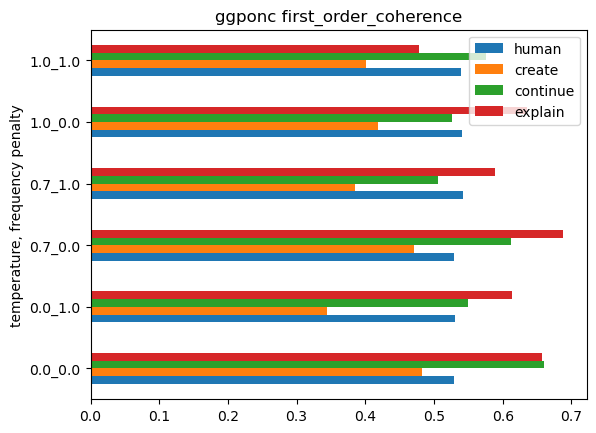 ggponc first_order_coherence
human
create
continue
explain
temperature, frequency penalty
1.0_1.0
1.0_0.0
0.7_1.0
0.7_0.0
0.0_1.0
0.0_0.0
0.0 0.1 0.2 0.3 0.4 0.5 0.6 0.7